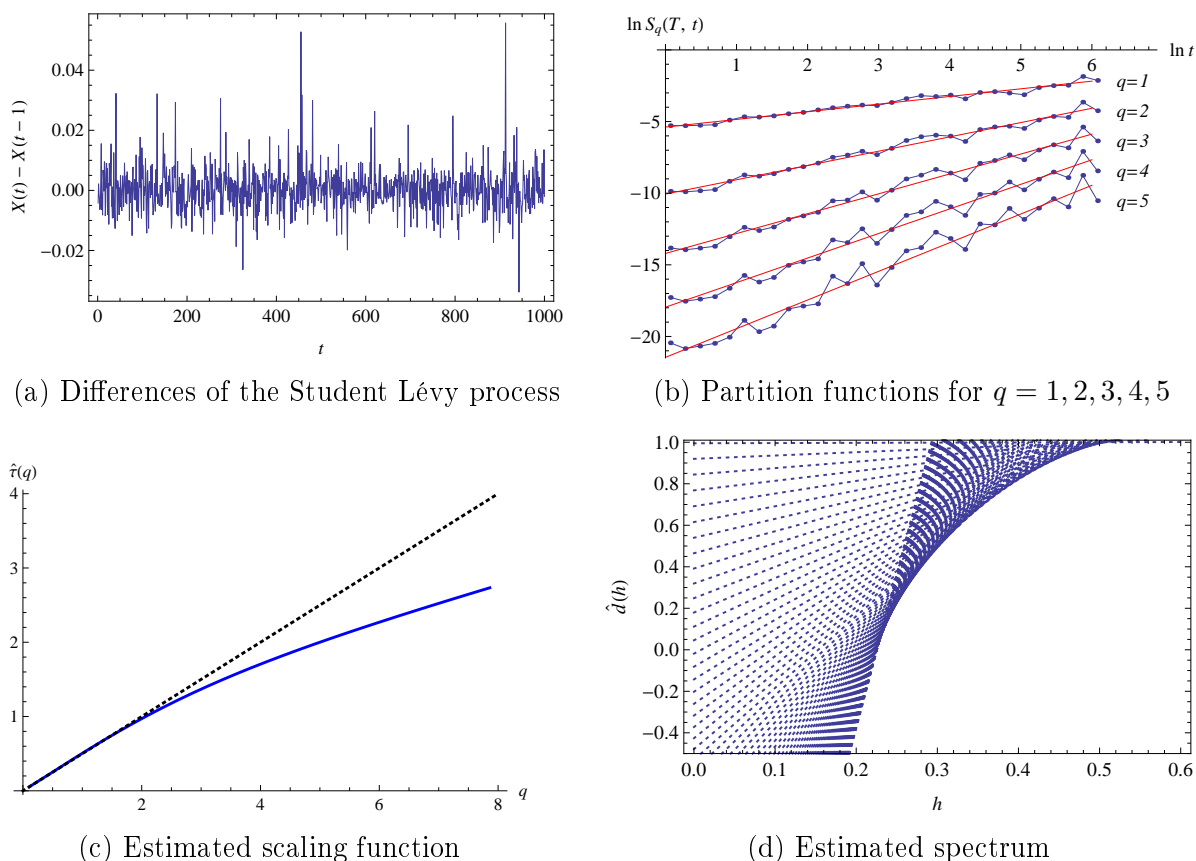 X(t) − X(t − 1)
0.04
0.02
0.00
−0.02
0 200 400 600 800 1000
t
(a) Differences of the Student Lévy process
ln S_q(T, t)
1 2 3 4 5 6 ln t
q=1
q=2
q=3
q=4
q=5
−5
−10
−15
−20
(b) Partition functions for q = 1, 2, 3, 4, 5
τ̂(q)
4
3
2
1
2 4 6 8 q
(c) Estimated scaling function
d̂(h)
1.0
0.8
0.6
0.4
0.2
0.0
−0.2
−0.4
0.0 0.1 0.2 0.3 0.4 0.5 0.6
h
(d) Estimated spectrum